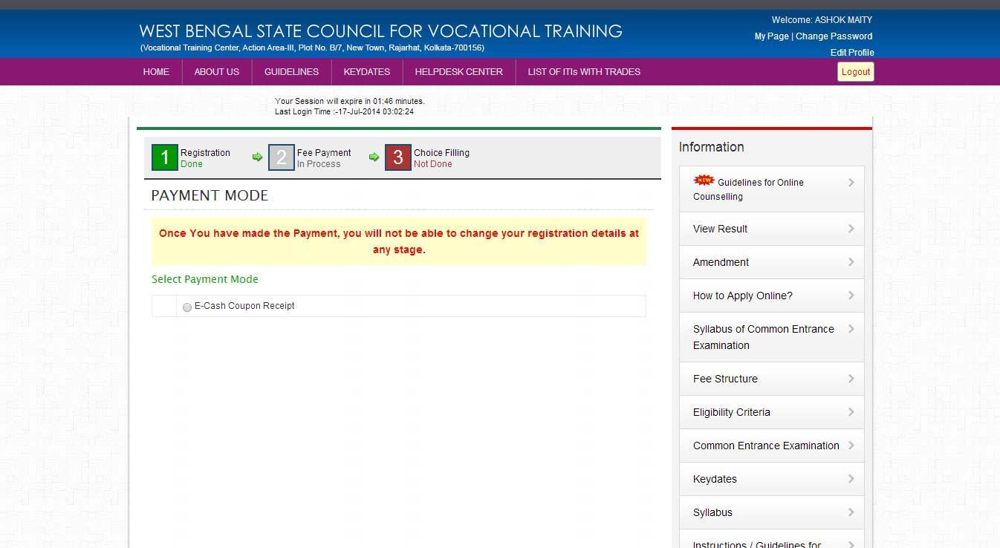 WEST BENGAL STATE COUNCIL FOR VOCATIONAL TRAINING
(Vocational Training Center, Action Area-III, Plot No. B/7, New Town, Rajarhat, Kolkata-700156)
Welcome: ASHOK MAITY
My Page | Change Password
Edit Profile
HOME ABOUT US GUIDELINES KEYDATES HELPDESK CENTER LIST OF ITIs WITH TRADES Logout
Your Session will expire in 01:46 minutes.
Last Login Time :-17-Jul-2014 03:02:24
1 Registration 2 Fee Payment 3 Choice Filling
Done In Process Not Done
PAYMENT MODE
Once You have made the Payment, you will not be able to change your registration details at
any stage.
Select Payment Mode
E-Cash Coupon Receipt
Information
NEW Guidelines for Online
Counselling
View Result
Amendment
How to Apply Online?
Syllabus of Common Entrance
Examination
Fee Structure
Eligibility Criteria
Common Entrance Examination
Keydates
Syllabus
Instructions / Guidelines for